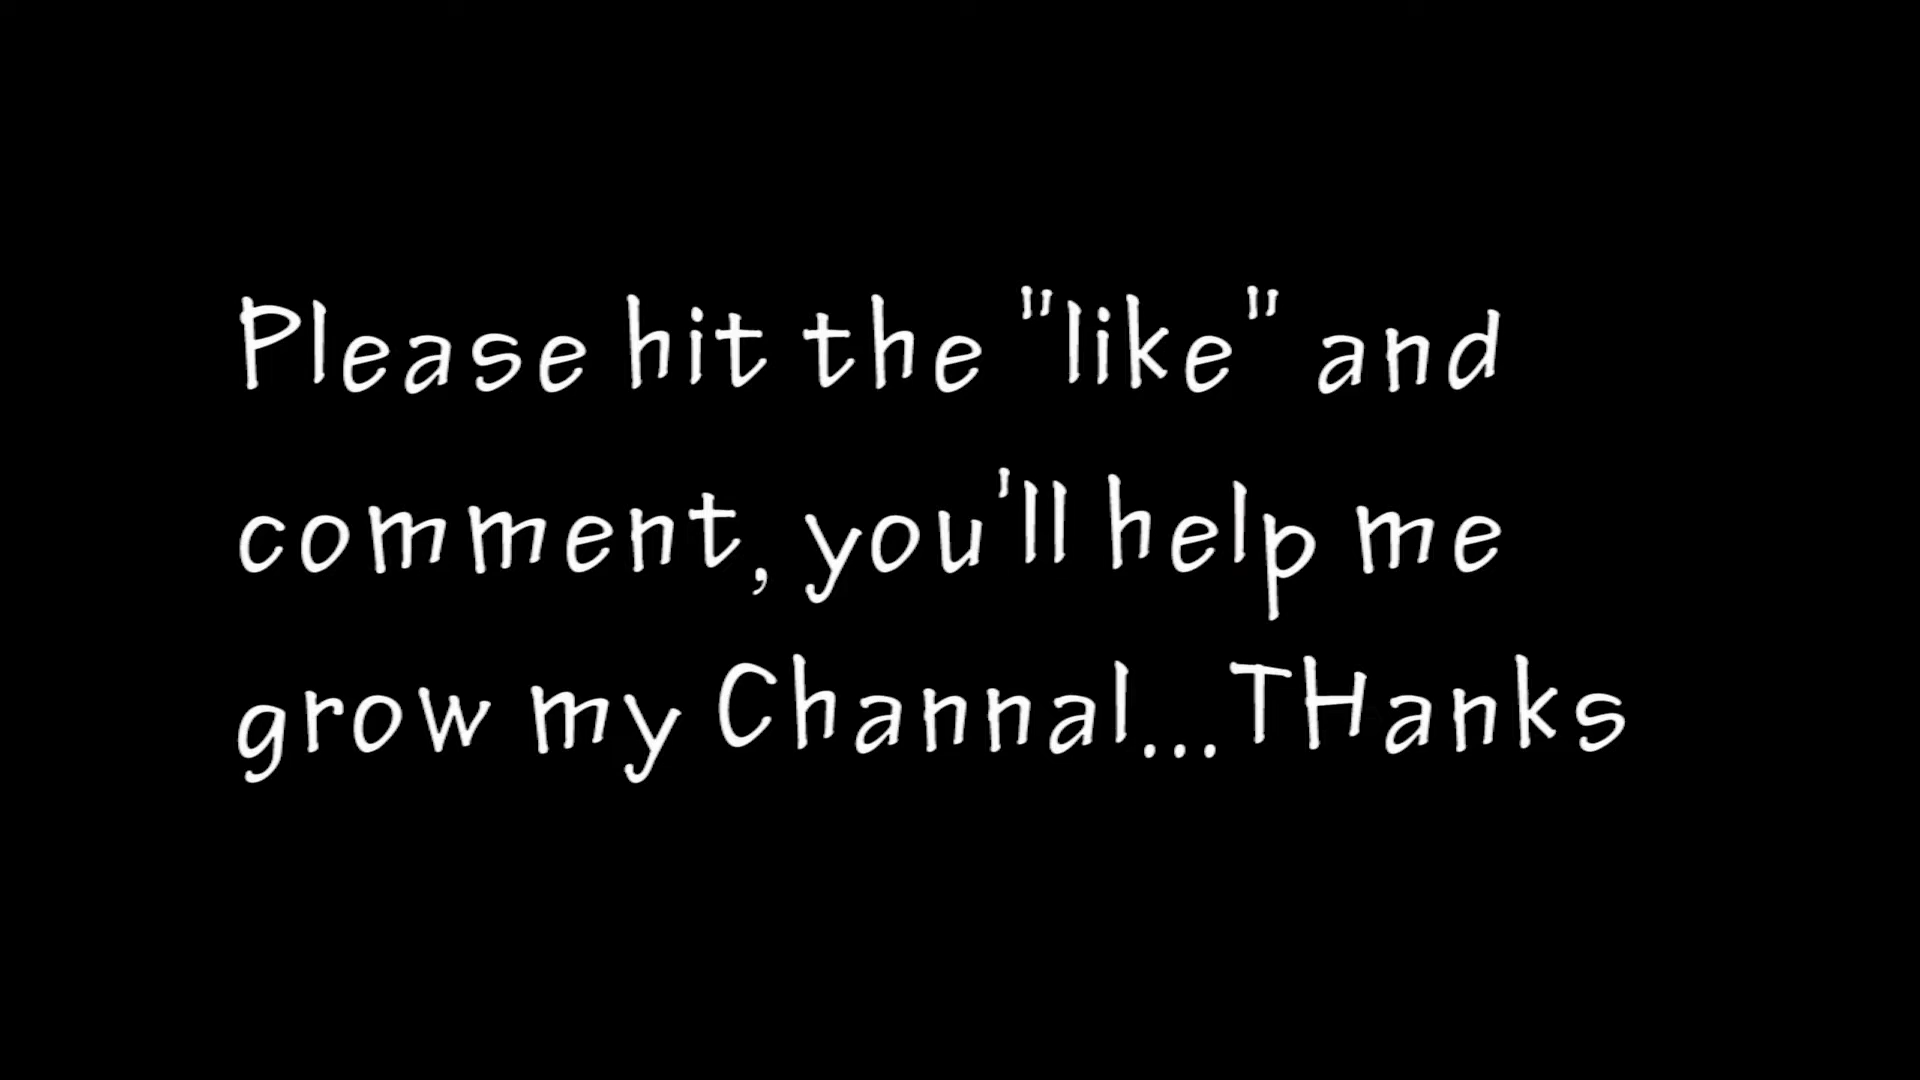 Please hit the "like" and
comment, you'll help me
grow my Channal...THanks